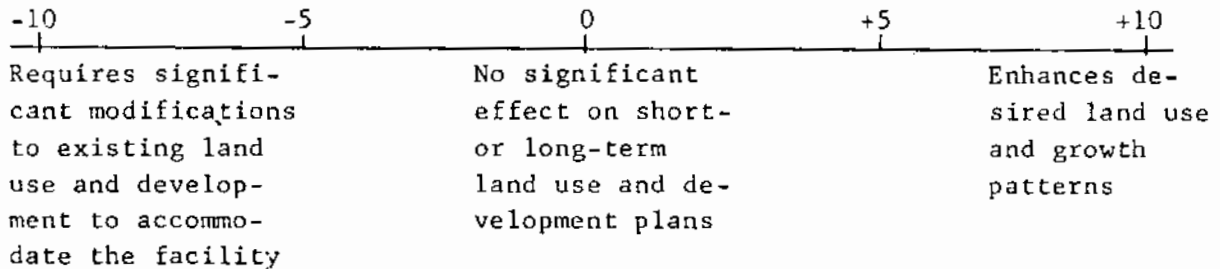 -10 -5 0 +5 +10
Requires signifi-
cant modifications
to existing land
use and develop-
ment to accommo-
date the facility
No significant
effect on short-
or long-term
land use and de-
velopment plans
Enhances de-
sired land use
and growth
patterns